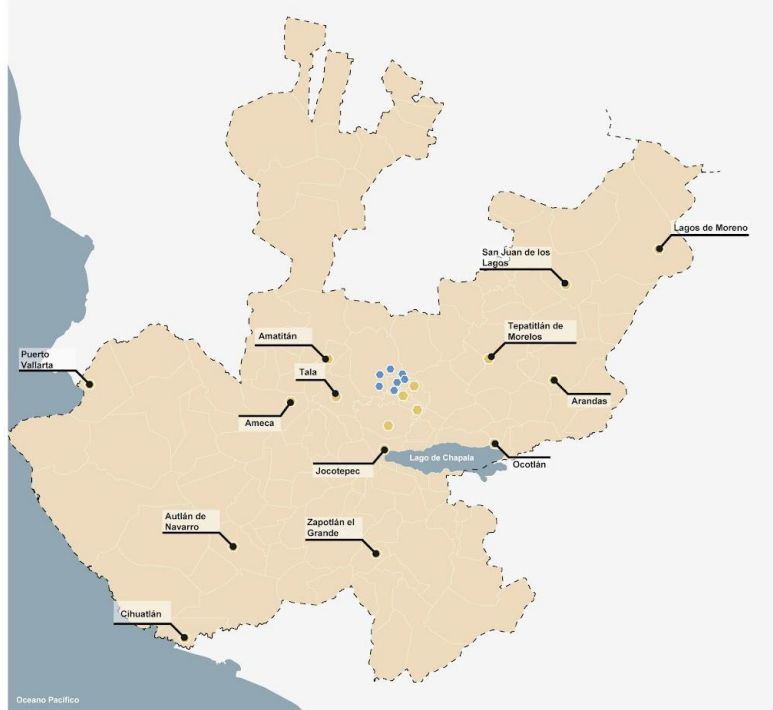 Lagos de Moreno
San Juan de los
Lagos
Tepatitlán de
Morelos
Amatitán
Puerto
Vallarta
Tala
Arandas
Ameca
Lago de Chapala
Jocotepec
Ocotlán
Autlán de
Navarro
Zapotlán el
Grande
Cihuatlán
Oceano Pacífico